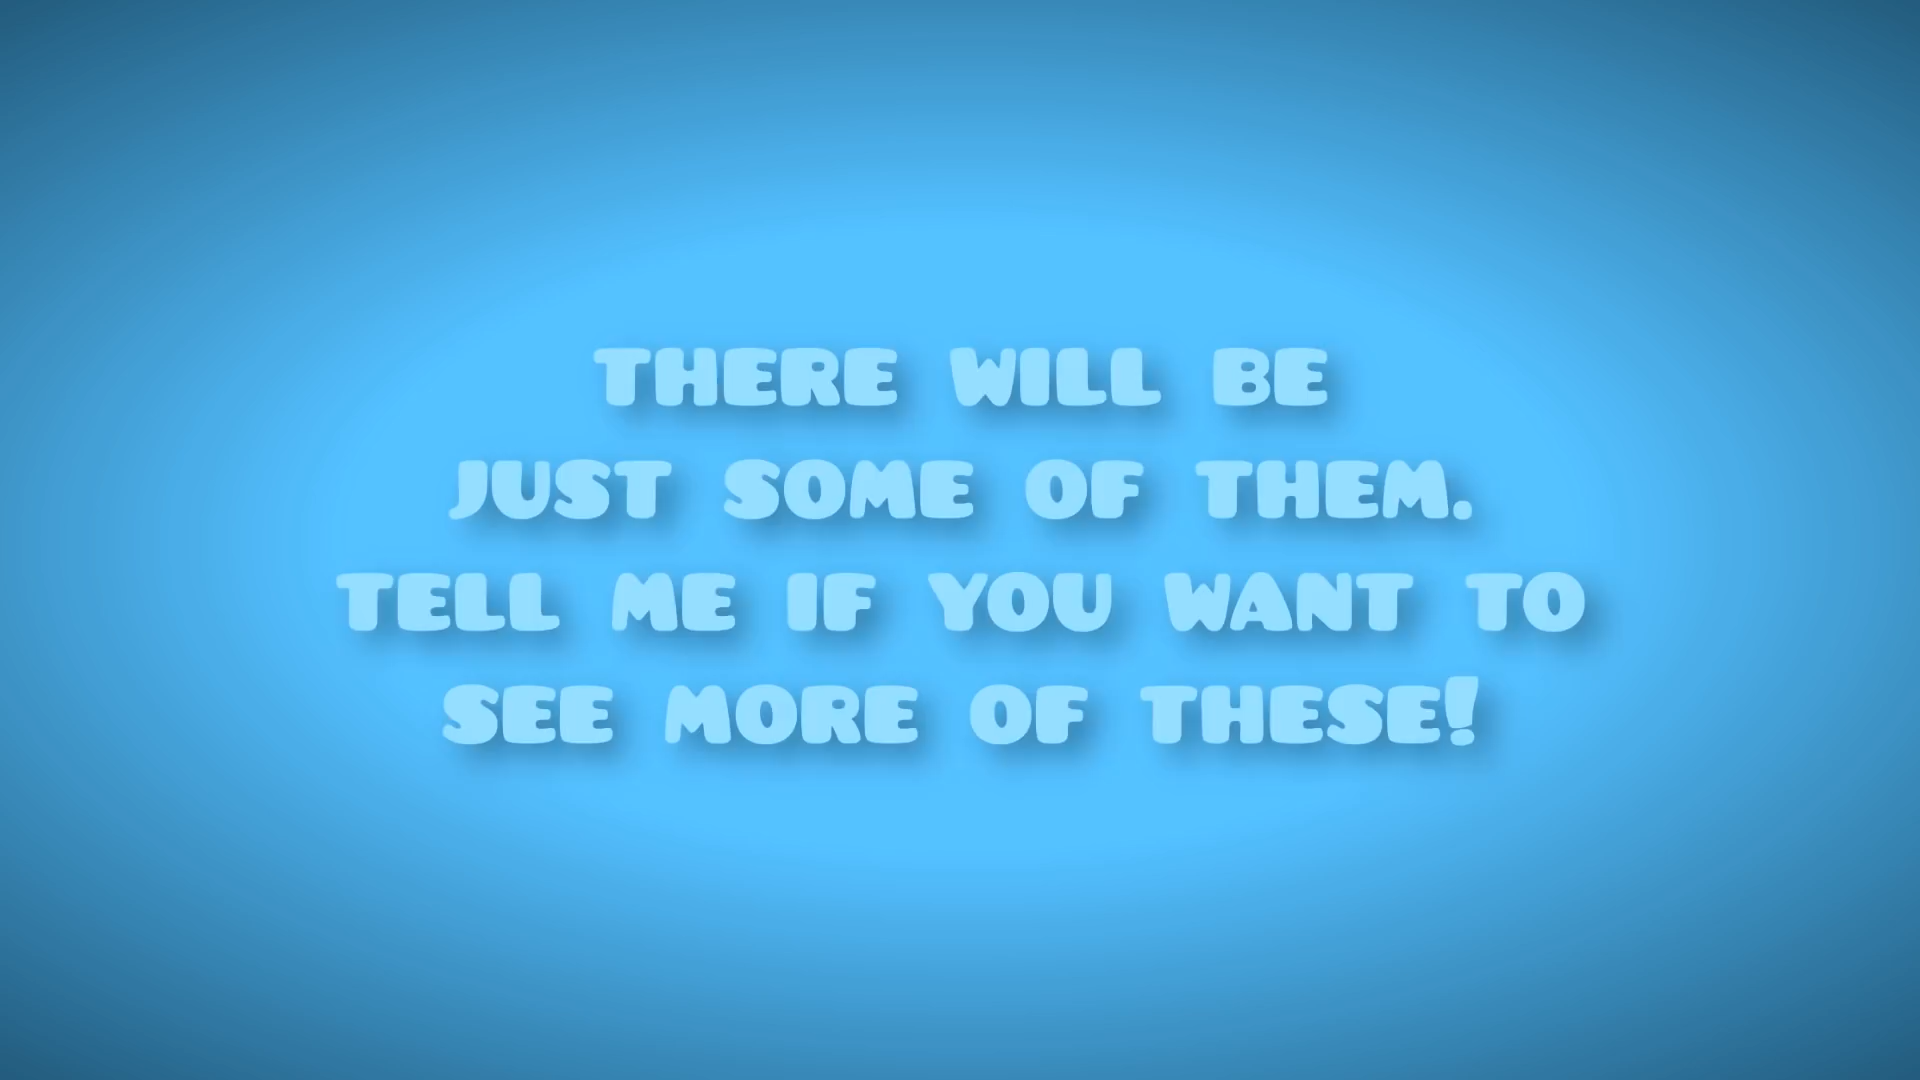 THERE WILL BE
JUST SOME OF THEM.
TELL ME IF YOU WANT TO
SEE MORE OF THESE!